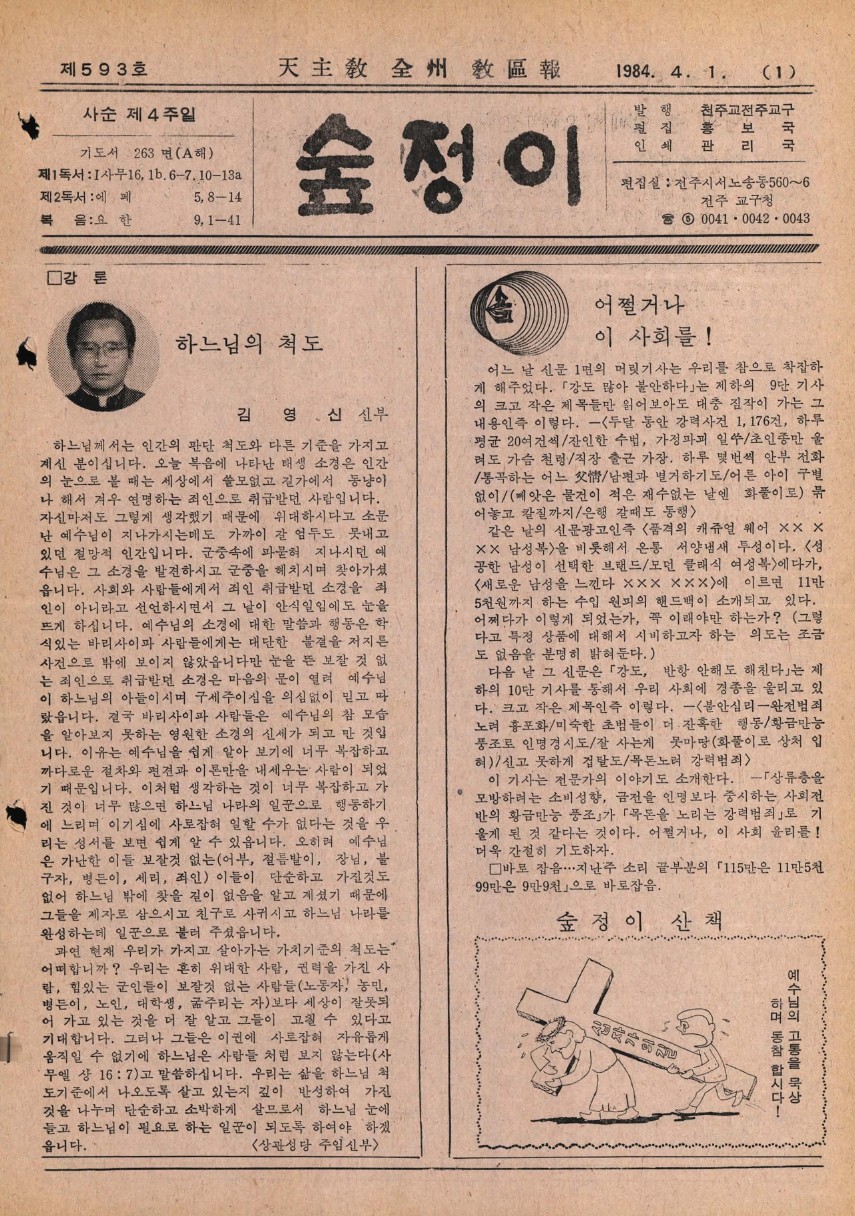 제593호
天主敎 全州 敎區報
1984. 4. 1. (1)
사순 제4주일
기도서 263 면(A해)
제1독서:I사무16, 1b. 6-7. 10-13a
제2독서:에 페 5, 8-14
복 음:요 한 9, 1-41
숲정이
발 행 천주교전주교구
편 집 홍 보 국
인 쇄 관 리 국
편집실:전주시서노송동560~6
전주 교구청
☎ ⑥ 0041·0042·0043
□강 론
하느님의 척도
김 영 신 신부
하느님께서는 인간의 판단 척도와 다른 기준을 가지고
계신 분이십니다. 오늘 복음에 나타난 태생 소경은 인간
의 눈으로 볼 때는 세상에서 쓸모없고 길가에서 동냥이
나 해서 겨우 연명하는 죄인으로 취급받던 사람입니다.
자신마저도 그렇게 생각했기 때문에 위대하시다고 소문
난 예수님이 지나가시는데도 가까이 갈 엄두도 못내고
있던 절망적 인간입니다. 군중속에 파묻혀 지나시던 예
수님은 그 소경을 발견하시고 군중을 헤치시며 찾아가셨
읍니다. 사회와 사람들에게서 죄인 취급받던 소경을 죄
인이 아니라고 선언하시면서 그 날이 안식일임에도 눈을
뜨게 하십니다. 예수님의 소경에 대한 말씀과 행동은 학
식있는 바리사이파 사람들에게는 대단한 불결을 저지른
사건으로 밖에 보이지 않았읍니다만 눈을 뜬 보잘 것 없
는 죄인으로 취급받던 소경은 마음의 문이 열려 예수님
이 하느님의 아들이시며 구세주이심을 의심없이 믿고 따
랐읍니다. 결국 바리사이파 사람들은 예수님의 참 모습
을 알아보지 못하는 영원한 소경의 신세가 되고 만 것입
니다. 이유는 예수님을 쉽게 알아 보기에 너무 복잡하고
까다로운 절차와 편견과 이론만을 내세우는 사람이 되었
기 때문입니다. 이처럼 생각하는 것이 너무 복잡하고 가
진 것이 너무 많으면 하느님 나라의 일꾼으로 행동하기
에 느리며 이기심에 사로잡혀 일할 수가 없다는 것을 우
리는 성서를 보면 쉽게 알 수 있읍니다. 오히려 예수님
은 가난한 이들 보잘것 없는(어부, 절름발이, 장님, 불
구자, 병든이, 세리, 죄인) 이들이 단순하고 가진것도
없어 하느님 밖에 찾을 길이 없음을 알고 계셨기 때문에
그들을 제자로 삼으시고 친구로 사귀시고 하느님 나라를
완성하는데 일꾼으로 불러 주셨읍니다.
과연 현재 우리가 가지고 살아가는 가치기준의 척도는
어떠합니까? 우리는 흔히 위대한 사람, 권력을 가진 사
람, 힘있는 군인들이 보잘것 없는 사람들(노동자, 농민,
병든이, 노인, 대학생, 굶주리는 자)보다 세상이 잘못되
어 가고 있는 것을 더 잘 알고 그들이 고칠 수 있다고
기대합니다. 그러나 그들은 이권에 사로잡혀 자유롭게
움직일 수 없기에 하느님은 사람들 처럼 보지 않는다(사
무엘 상 16:7)고 말씀하십니다. 우리는 삶을 하느님 척
도기준에서 나오도록 살고 있는지 깊이 반성하여 가진
것을 나누며 단순하고 소박하게 살므로서 하느님 눈에
들고 하느님이 필요로 하는 일꾼이 되도록 하여야 하겠
읍니다. 〈상관성당 주임신부〉
솜
어쩔거나
이 사회를!
어느 날 신문 1면의 머릿기사는 우리를 참으로 착잡하
게 해주었다. 「강도 많아 불안하다」는 제하의 9단 기사
의 크고 작은 제목들만 읽어보아도 대충 짐작이 가는 그
내용인즉 이렇다. —〈두달 동안 강력사건 1,176건, 하루
평균 20여건씩/잔인한 수법, 가정파괴 일쑤/초인종만 울
려도 가슴 철렁/직장 출근 가장. 하루 몇번씩 안부 전화
/통곡하는 어느 父情/남편과 별거하기도/어른 아이 구별
없이/(빼앗은 물건이 적은 재수없는 날엔 화풀이로) 묶
어놓고 칼질까지/은행 갈때도 동행〉
같은 날의 신문광고인즉 〈품격의 캐쥬얼 웨어 ×× ×
×× 남성복〉을 비롯해서 온통 서양냄새 투성이다. 〈성
공한 남성이 선택한 브랜드/모던 클래식 여성복〉에다가,
〈새로운 남성을 느낀다 ××× ×××〉에 이르면 11만
5천원까지 하는 수입 원피의 핸드백이 소개되고 있다.
어쩌다가 이렇게 되었는가, 꼭 이래야만 하는가? (그렇
다고 특정 상품에 대해서 시비하고자 하는 의도는 조금
도 없음을 분명히 밝혀둔다.)
다음 날 그 신문은 「강도, 반항 안해도 해친다」는 제
하의 10단 기사를 통해서 우리 사회에 경종을 울리고 있
다. 크고 작은 제목인즉 이렇다. —〈불안심리—완전범죄
노려 흉포화/미숙한 초범들이 더 잔혹한 행동/황금만능
풍조로 인명경시도/잘 사는게 못마땅(화풀이로 상처 입
혀)/신고 못하게 겁탈도/목돈노려 강력범죄〉
이 기사는 전문가의 이야기도 소개한다. —「상류층을
모방하려는 소비성향, 금전을 인명보다 중시하는 사회전
반의 황금만능 풍조」가 「목돈을 노리는 강력범죄」로 기
울게 된 것 같다는 것이다. 어쩔거나, 이 사회 윤리를!
더욱 간절히 기도하자.
□바로 잡음…지난주 소리 끝부분의 「115만은 11만5천
99만은 9만9천」으로 바로잡음.
숲정이 산책
예수님의 고통을 묵상
하며 동참 합시다!
십자가의길